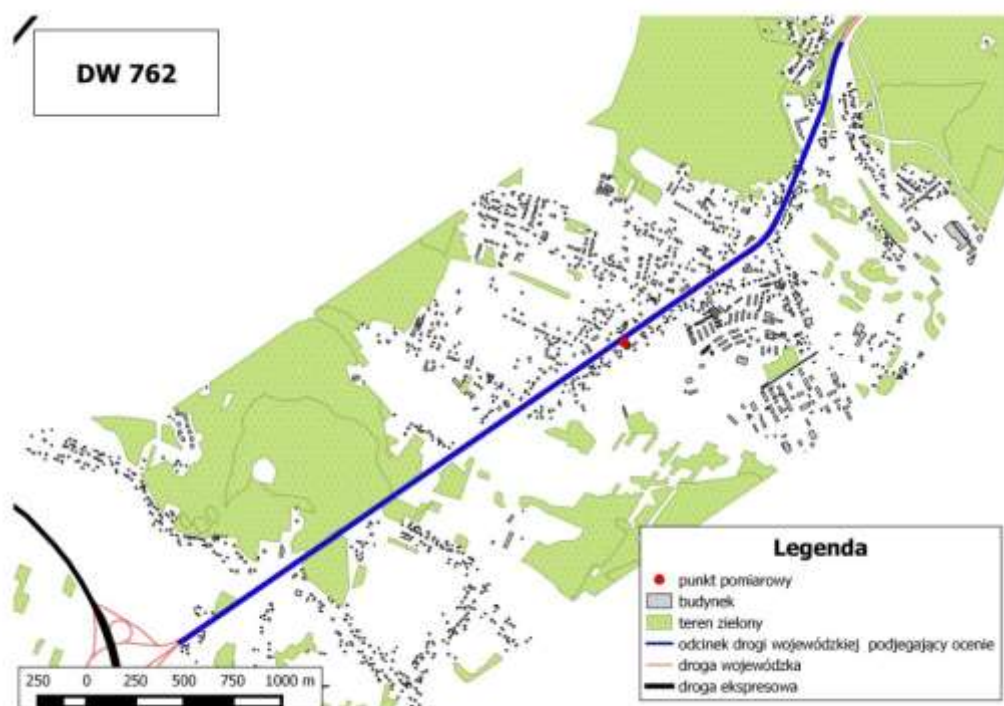 DW 762
Legenda
punkt pomiarowy
budynek
teren zielony
odcinek drogi wojewódzkiej podjegający ocenie
droga wojewódzka
droga ekspresowa
250 0 250 500 750 1000 m